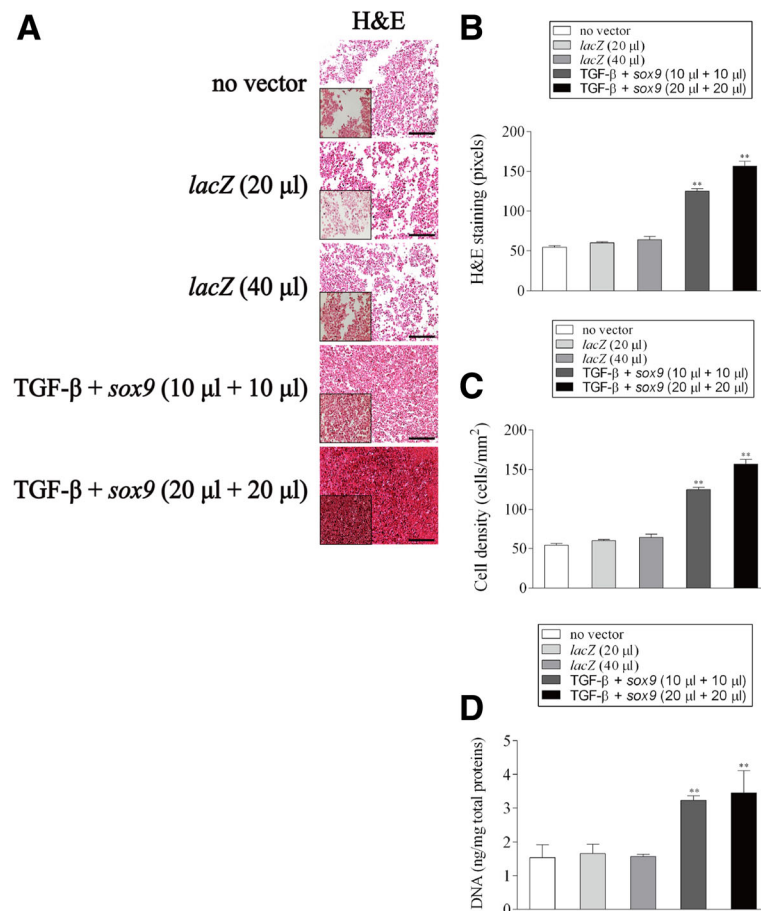 A
H&E
no vector
lacZ (20 μl)
lacZ (40 μl)
TGF-β + sox9 (10 μl + 10 μl)
TGF-β + sox9 (20 μl + 20 μl)
B
no vector
lacZ (20 μl)
lacZ (40 μl)
TGF-β + sox9 (10 μl + 10 μl)
TGF-β + sox9 (20 μl + 20 μl)
H&E staining (pixels)
200
150
100
50
0
**
**
C
no vector
lacZ (20 μl)
lacZ (40 μl)
TGF-β + sox9 (10 μl + 10 μl)
TGF-β + sox9 (20 μl + 20 μl)
Cell density (cells/mm²)
200
150
100
50
0
**
**
D
no vector
lacZ (20 μl)
lacZ (40 μl)
TGF-β + sox9 (10 μl + 10 μl)
TGF-β + sox9 (20 μl + 20 μl)
DNA (ng/mg total proteins)
5
4
3
2
1
0
**
**